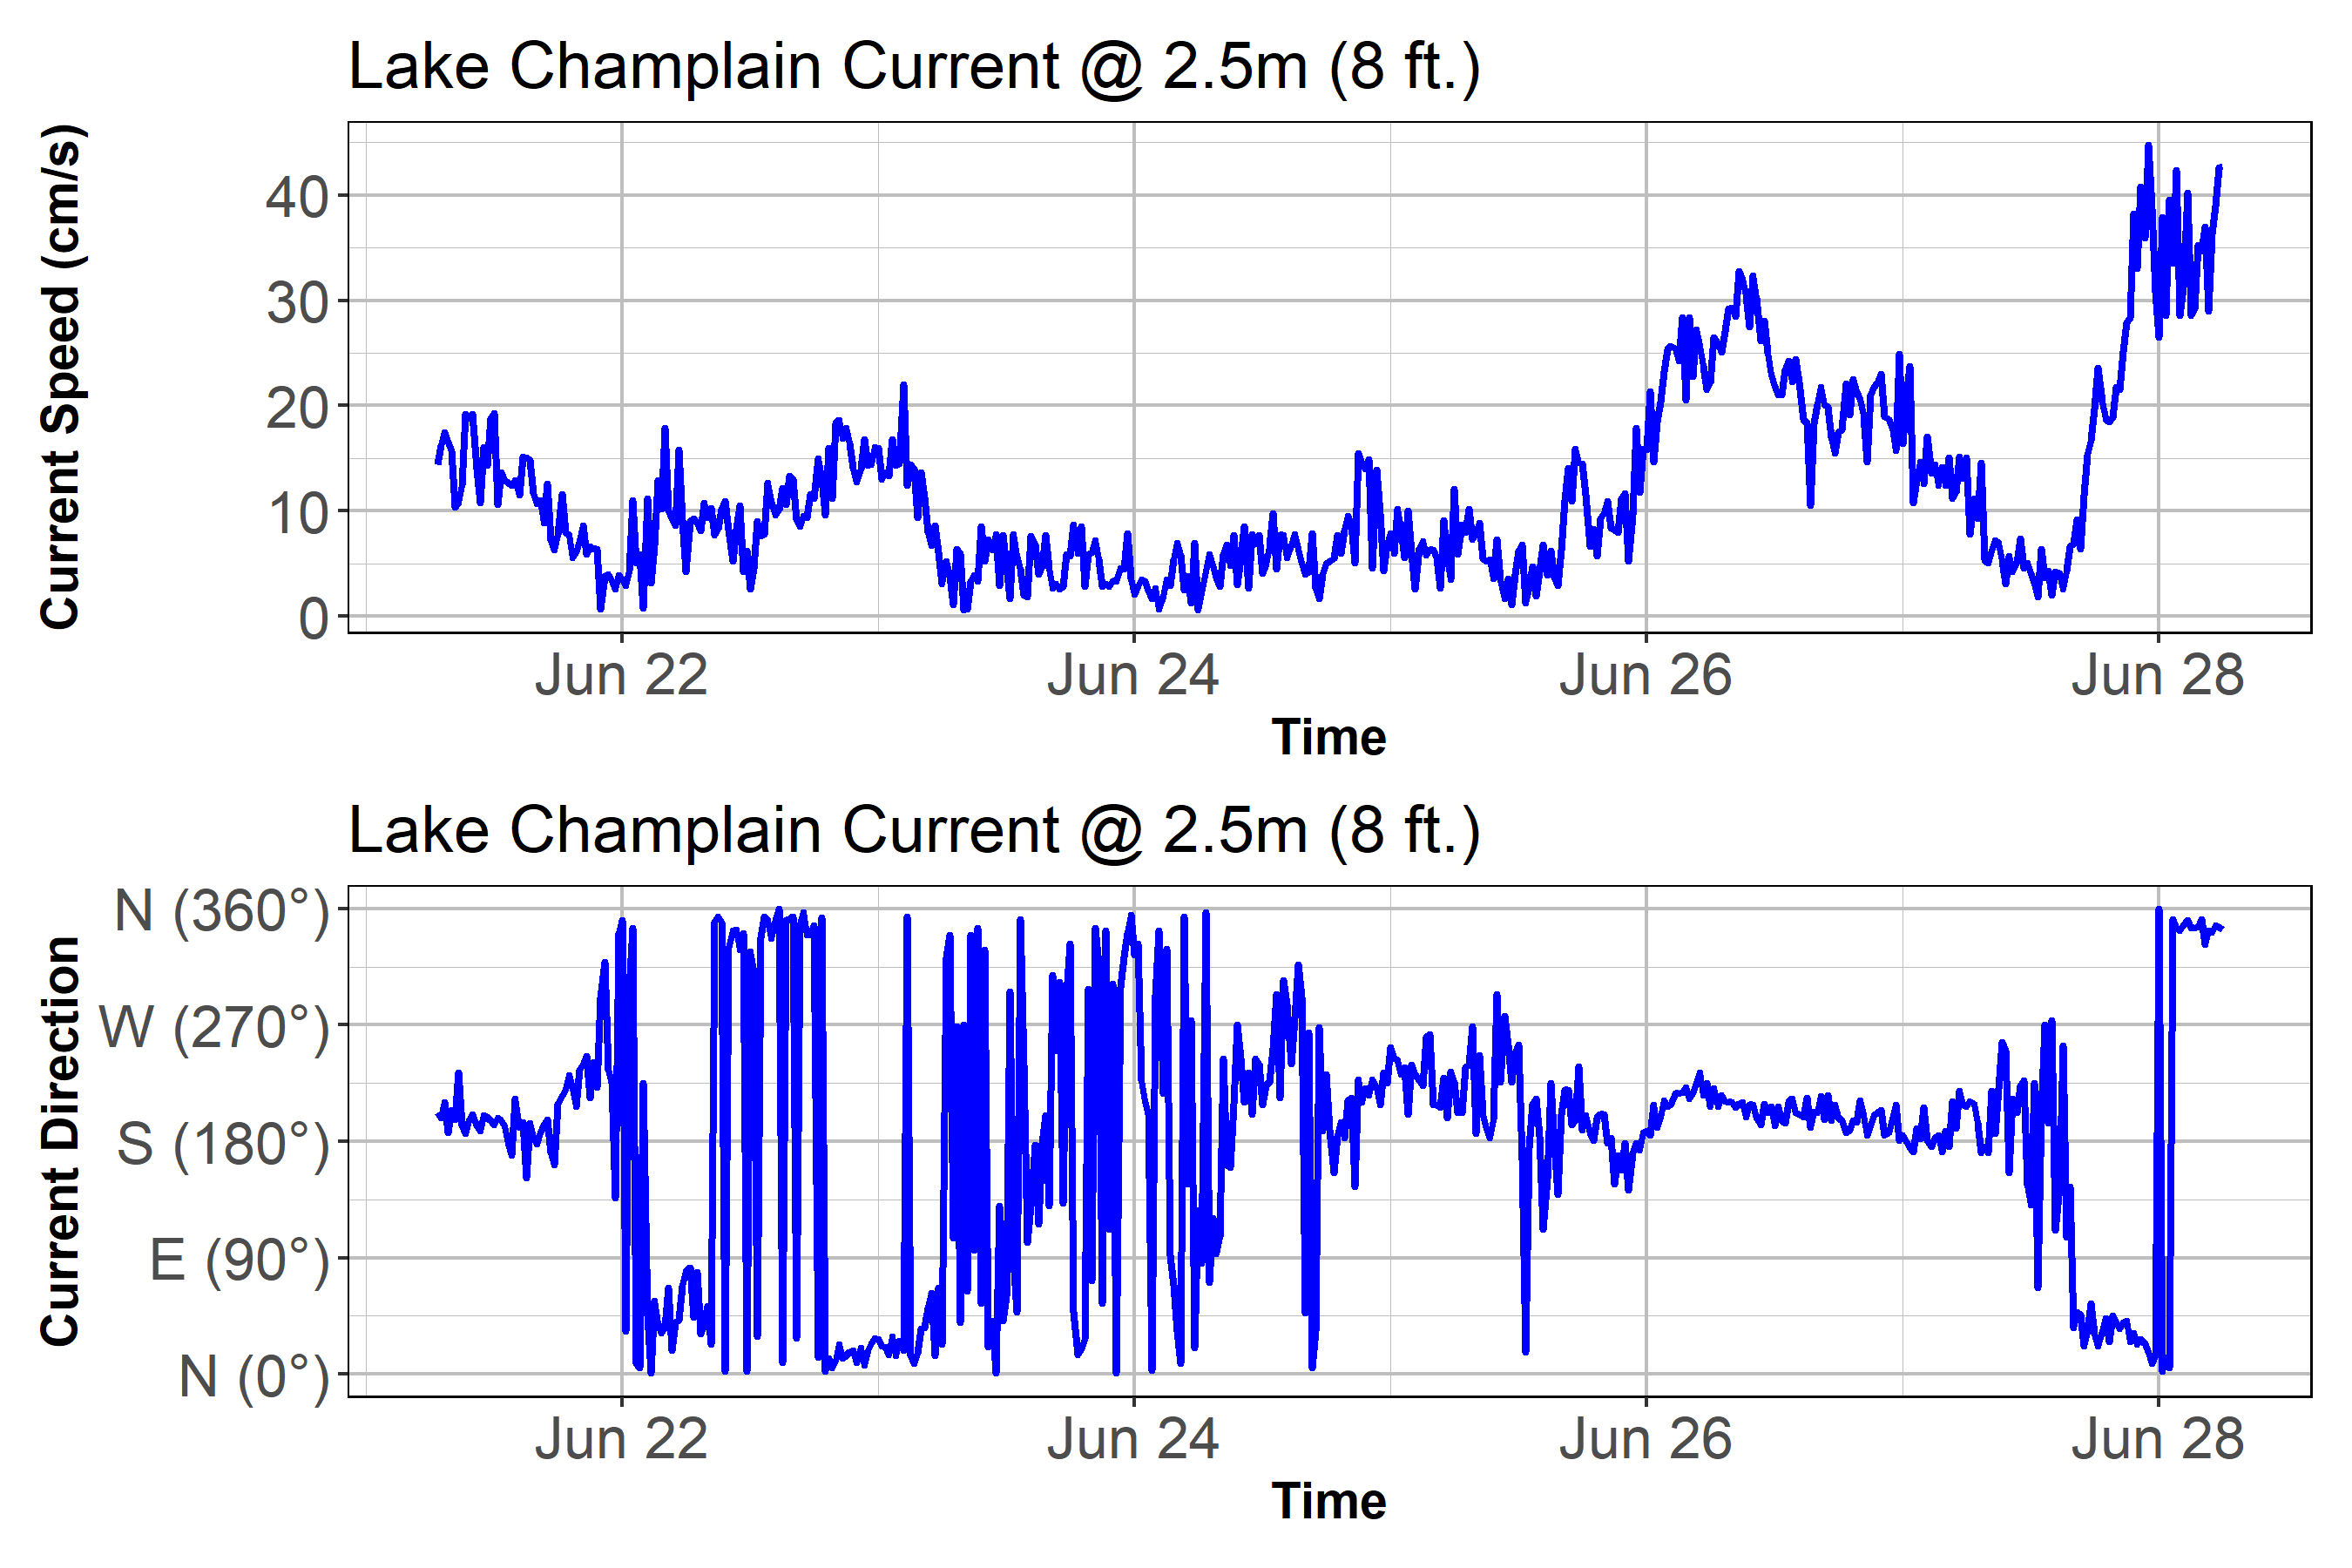 Lake Champlain Current @ 2.5m (8 ft.)
Current Speed (cm/s)
40
30
20
10
0
Jun 22 Jun 24 Jun 26 Jun 28
Time
Lake Champlain Current @ 2.5m (8 ft.)
Current Direction
N (360°)
W (270°)
S (180°)
E (90°)
N (0°)
Jun 22 Jun 24 Jun 26 Jun 28
Time